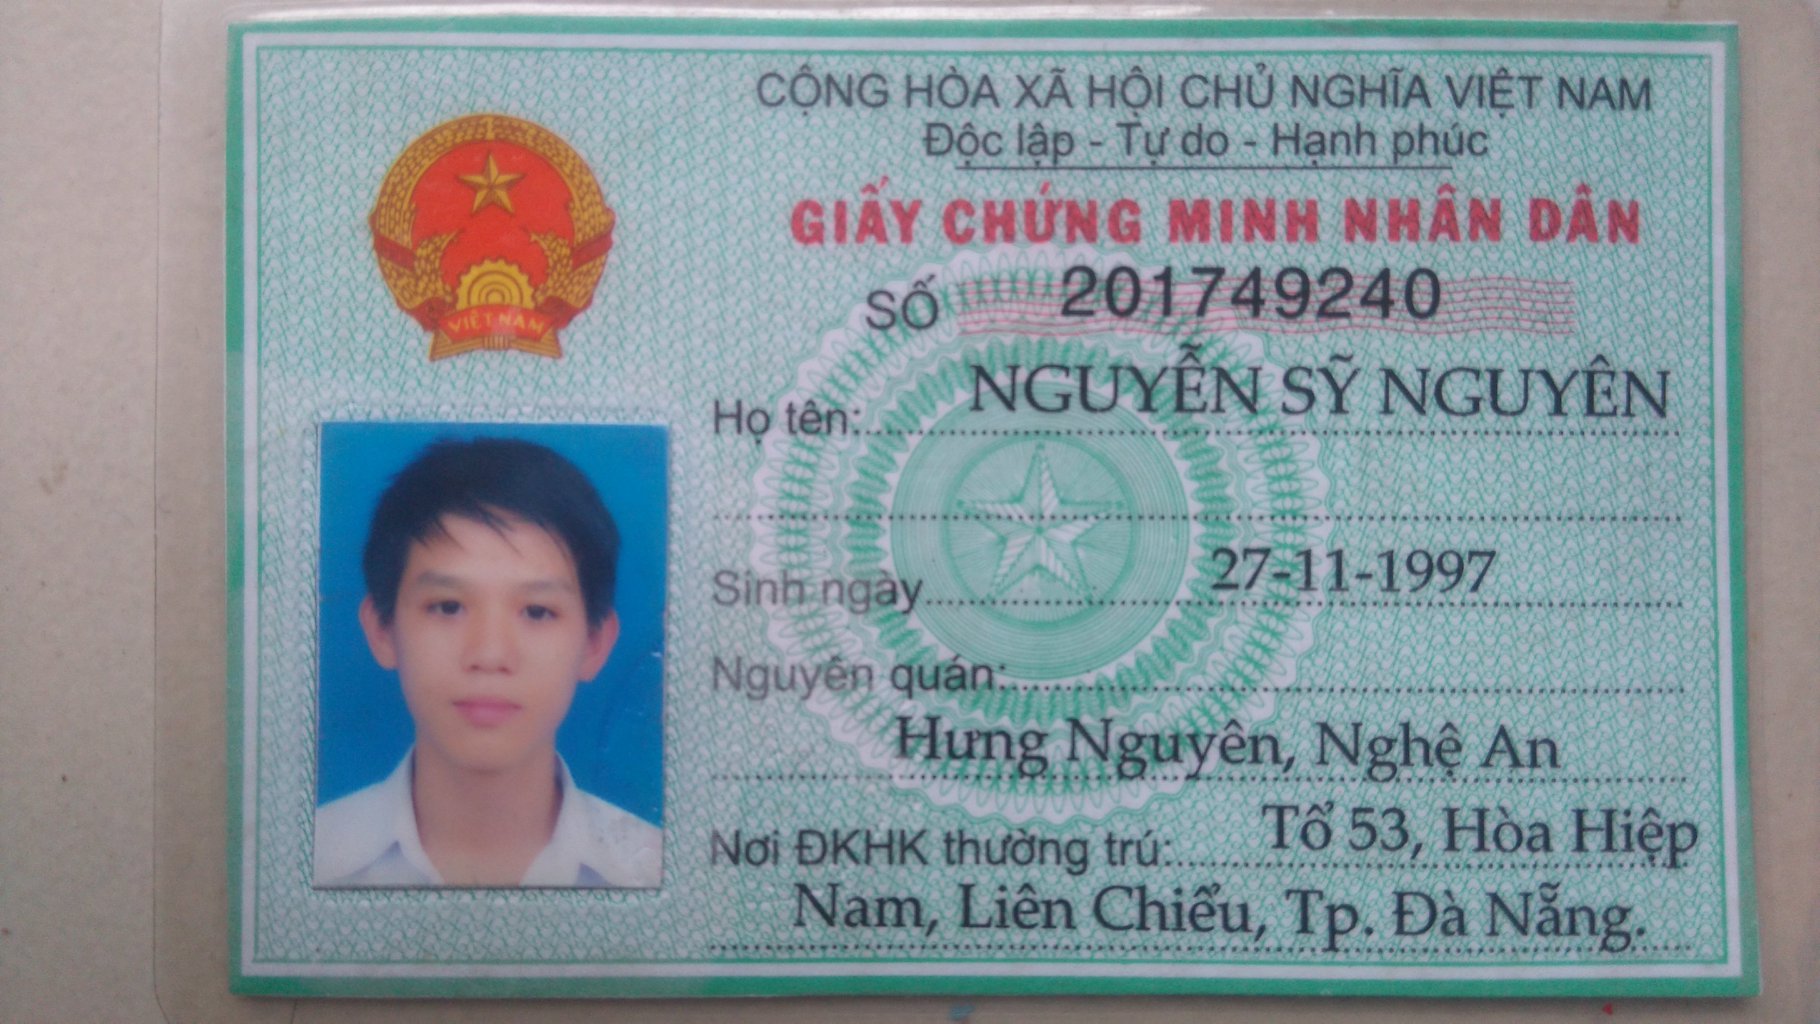 CỘNG HÒA XÃ HỘI CHỦ NGHĨA VIỆT NAM
Độc lập - Tự do - Hạnh phúc
GIẤY CHỨNG MINH NHÂN DÂN
SỐ 201749240
VIỆT NAM
Họ tên: NGUYỄN SỸ NGUYÊN
Sinh ngày 27-11-1997
Nguyên quán:
Hưng Nguyên, Nghệ An
Nơi ĐKHK thường trú: Tổ 53, Hòa Hiệp
Nam, Liên Chiểu, Tp. Đà Nẵng.